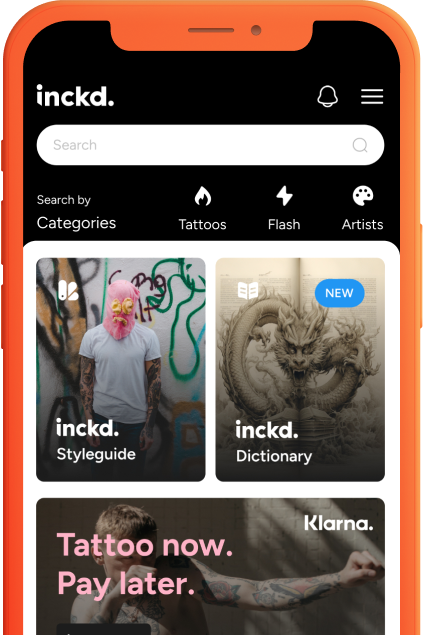 inckd.
Search
Search by
Categories
Tattoos
Flash
Artists
NEW
inckd.
Styleguide
inckd.
Dictionary
Klarna.
Tattoo now.
Pay later.